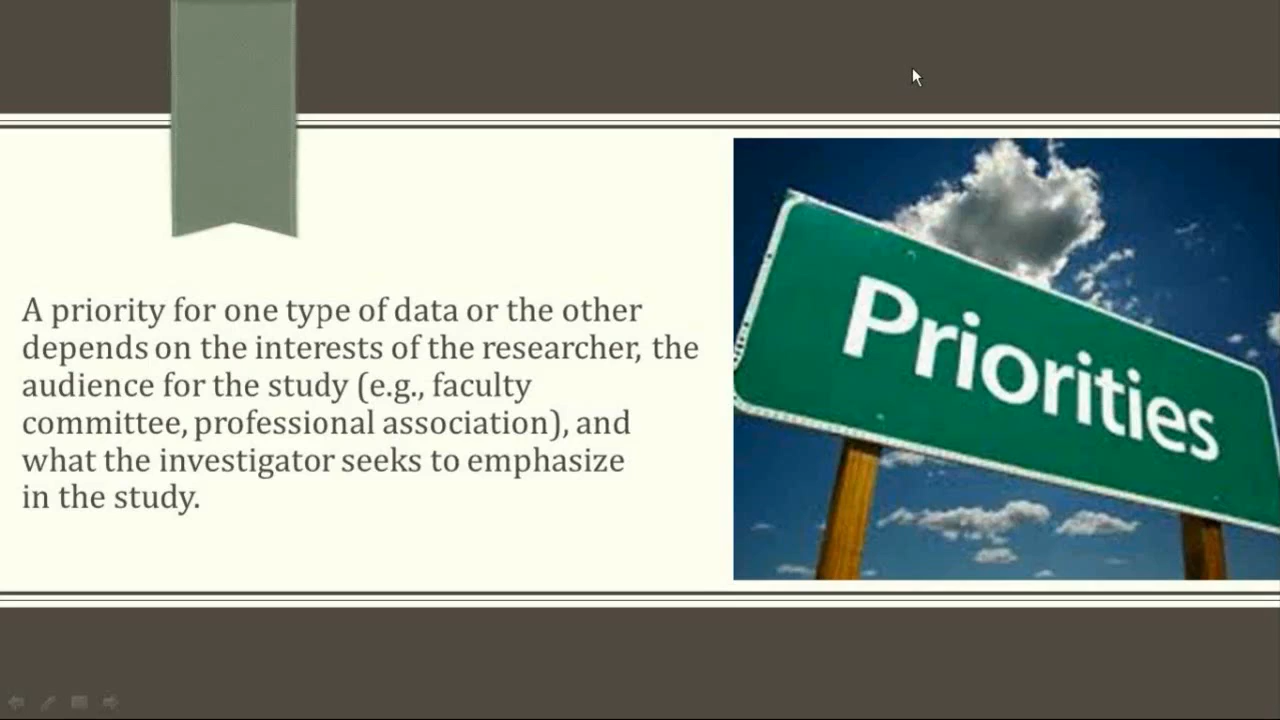 A priority for one type of data or the other
depends on the interests of the researcher, the
audience for the study (e.g., faculty
committee, professional association), and
what the investigator seeks to emphasize
in the study.
Priorities